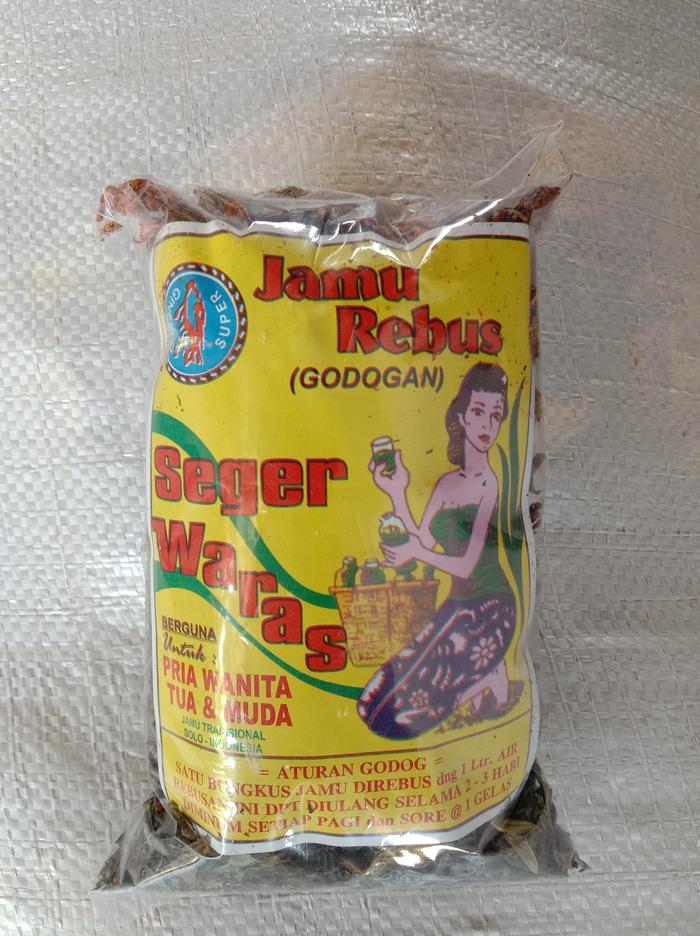 SUPER
Jamu
Rebus
(GODOGAN)
Seger
Waras
BERGUNA
Untuk :
PRIA WANITA
TUA & MUDA
JAMU TRADISIONAL
SOLO - INDONESIA
= ATURAN GODOG =
SATU BUNGKUS JAMU DIREBUS dng 1 Ltr. AIR
REBUSAN INI DPT DIULANG SELAMA 2 - 3 HARI
DIMINUM SETIAP PAGI dan SORE @ 1 GELAS